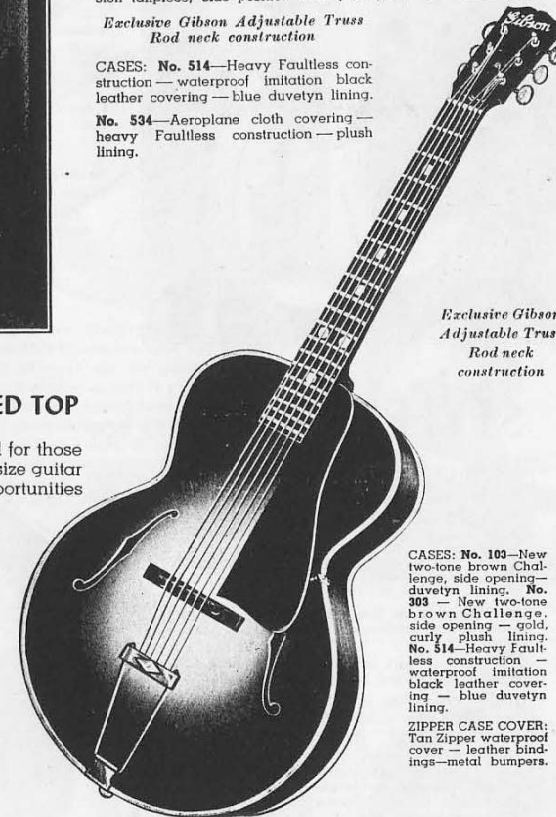 Exclusive Gibson Adjustable Truss
Rod neck construction
CASES: No. 514—Heavy Faultless con-
struction — waterproof imitation black
leather covering — blue duvetyn lining.
No. 534—Aeroplane cloth covering —
heavy Faultless construction — plush
lining.
Gibson
Exclusive Gibson
Adjustable Trus
Rod neck
construction
ED TOP
for those
size guitar
portunities
CASES: No. 103—New
two-tone brown Chal-
lenge, side opening—
duvetyn lining. No.
303 — New two-tone
brown Challenge,
side opening — gold,
curly plush lining.
No. 514—Heavy Fault-
less construction —
waterproof imitation
black leather cover-
ing — blue duvetyn
lining.
ZIPPER CASE COVER:
Tan Zipper waterproof
cover — leather bind-
ings—metal bumpers.